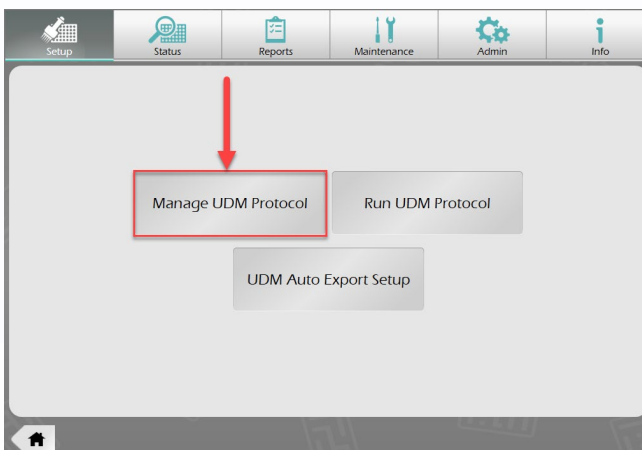 Setup
Status
Reports
Maintenance
Admin
Info
Manage UDM Protocol
Run UDM Protocol
UDM Auto Export Setup